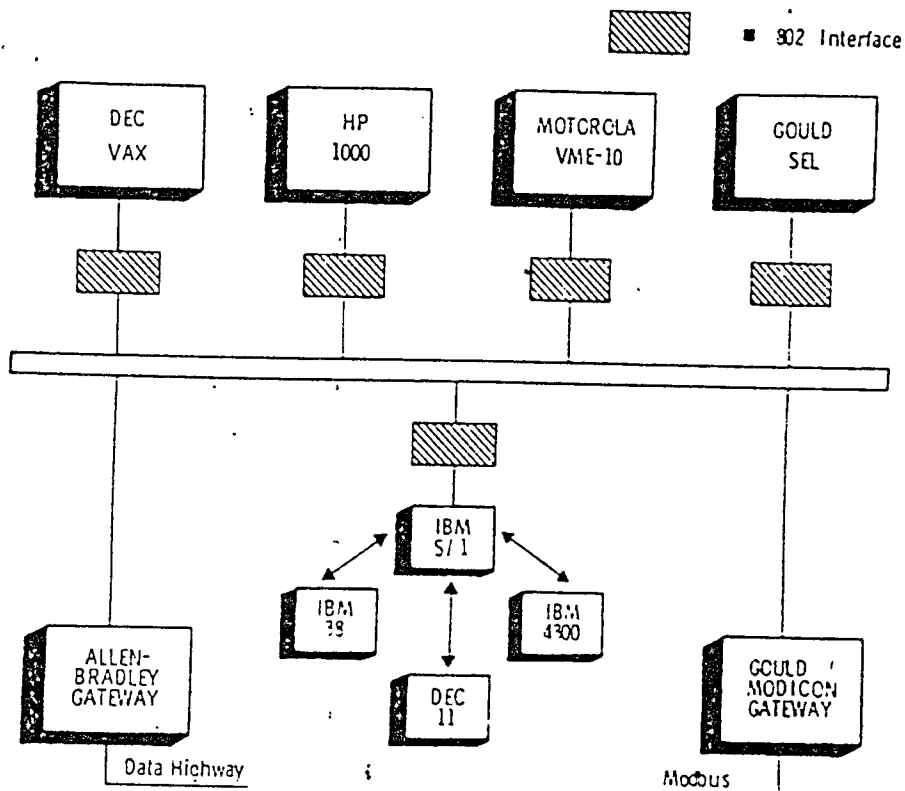 802 Interface
DEC
VAX
HP
1000
MOTOROLA
VME-10
GOULD
SEL
IBM
S/1
IBM
38
IBM
4300
DEC
11
ALLEN-
BRADLEY
GATEWAY
GOULD
MODICON
GATEWAY
Data Highway
Modbus